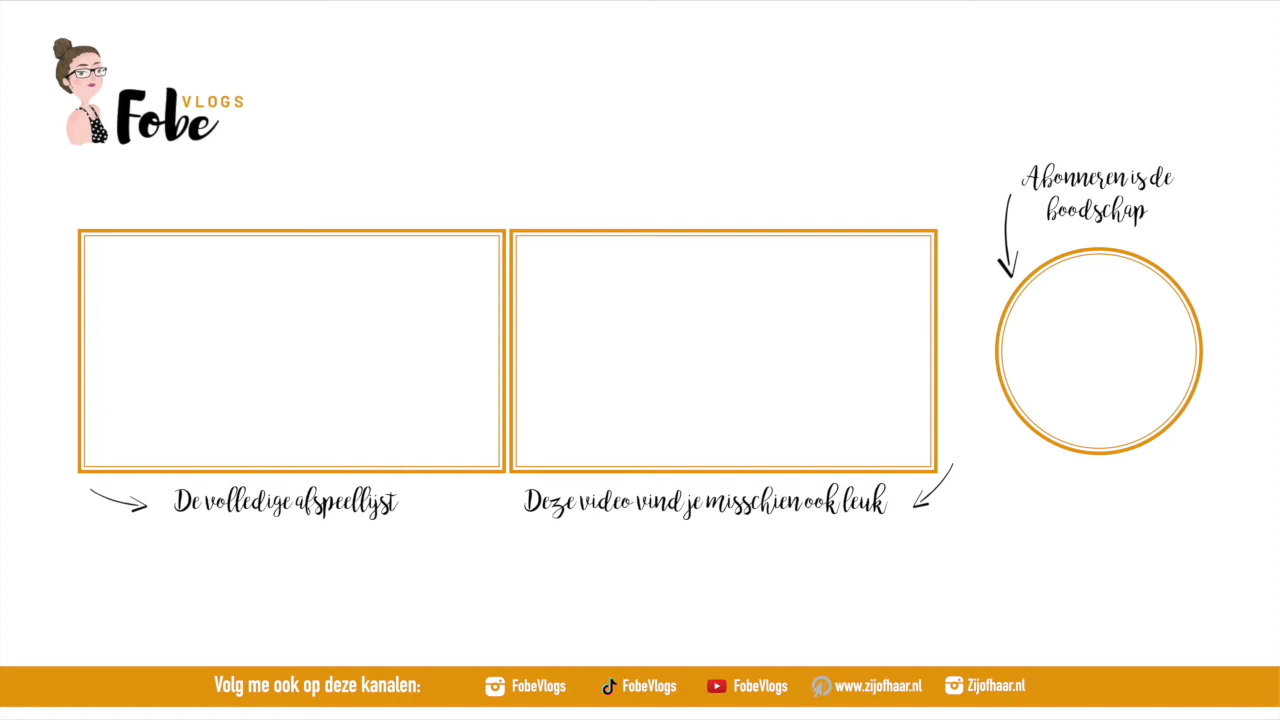 VLOGS
Fobe
Abonneren is de
boodschap
De volledige afspeellijst
Deze video vind je misschien ook leuk
Volg me ook op deze kanalen: FobeVlogs FobeVlogs FobeVlogs www.zijofhaar.nl Zijofhaar.nl